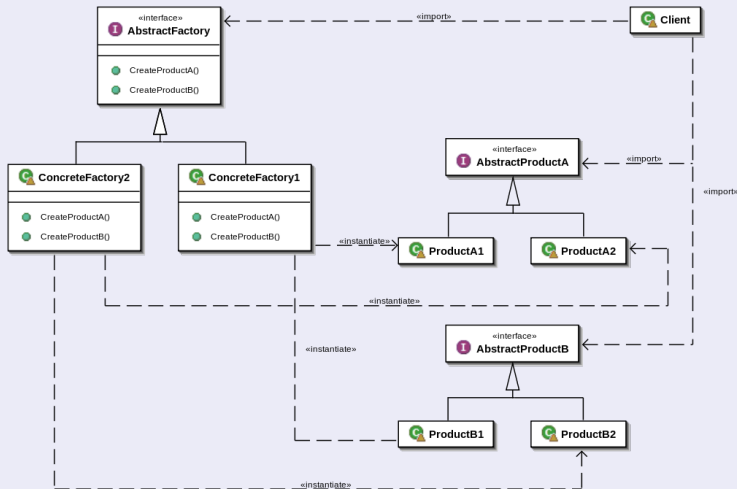 «interface»
AbstractFactory
CreateProductA()
CreateProductB()
«import»
Client
«interface»
AbstractProductA
«import»
«import»
ConcreteFactory2
CreateProductA()
CreateProductB()
ConcreteFactory1
CreateProductA()
CreateProductB()
«instantiate»
ProductA1
ProductA2
«instantiate»
«interface»
AbstractProductB
«instantiate»
ProductB1
ProductB2
«instantiate»